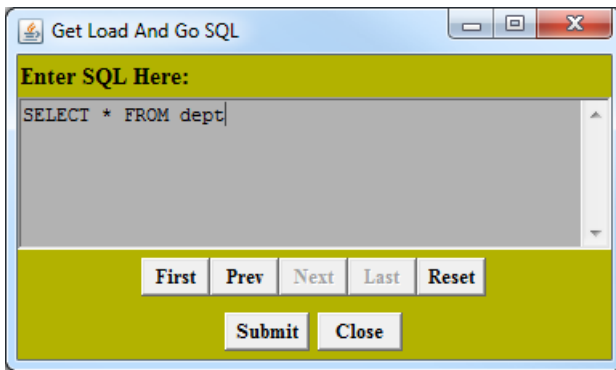 Get Load And Go SQL
Enter SQL Here:
SELECT * FROM dept
First Prev Next Last Reset
Submit Close